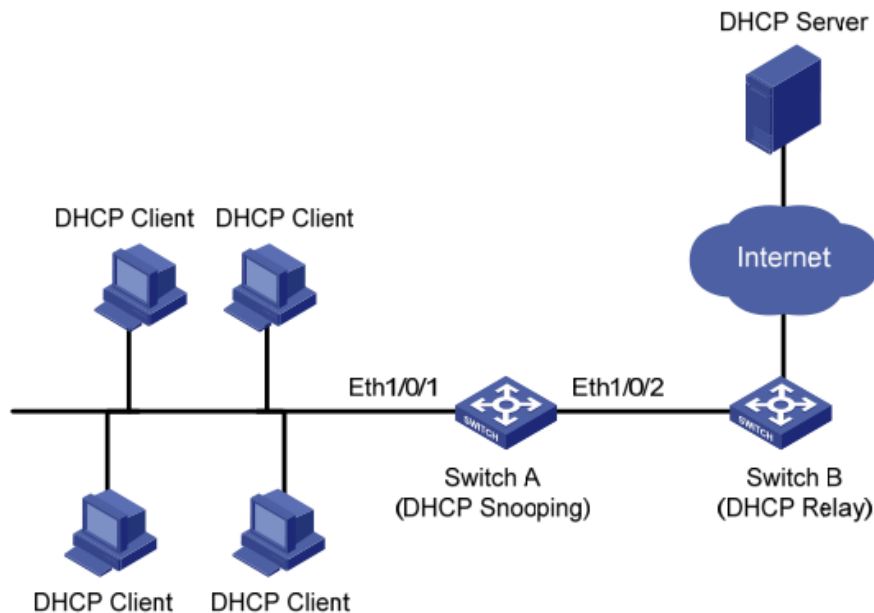 DHCP Server
DHCP Client
DHCP Client
Internet
Eth1/0/1
Eth1/0/2
SWITCH
SWITCH
Switch A
(DHCP Snooping)
Switch B
(DHCP Relay)
DHCP Client
DHCP Client